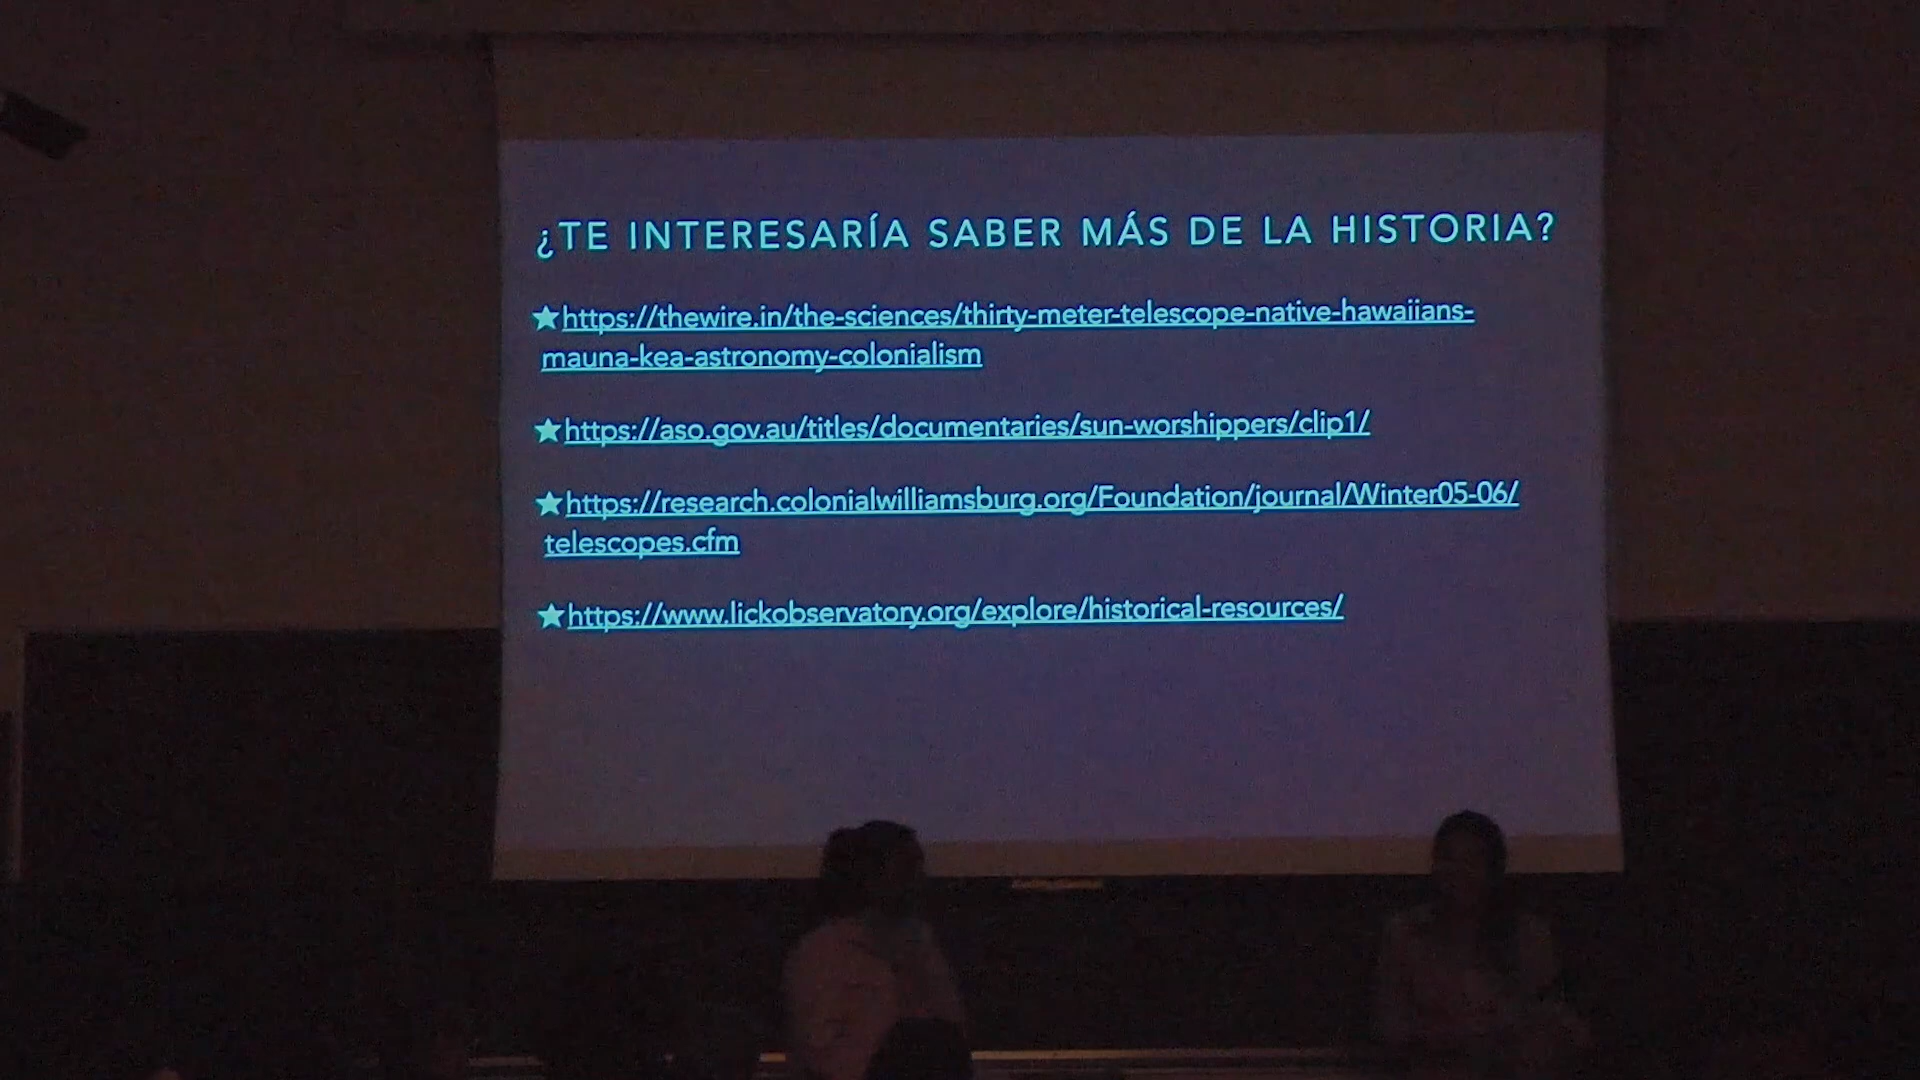 ¿TE INTERESARÍA SABER MÁS DE LA HISTORIA?
★https://thewire.in/the-sciences/thirty-meter-telescope-native-hawaiians-
mauna-kea-astronomy-colonialism
★https://aso.gov.au/titles/documentaries/sun-worshippers/clip1/
★https://research.colonialwilliamsburg.org/Foundation/journal/Winter05-06/
telescopes.cfm
★https://www.lickobservatory.org/explore/historical-resources/